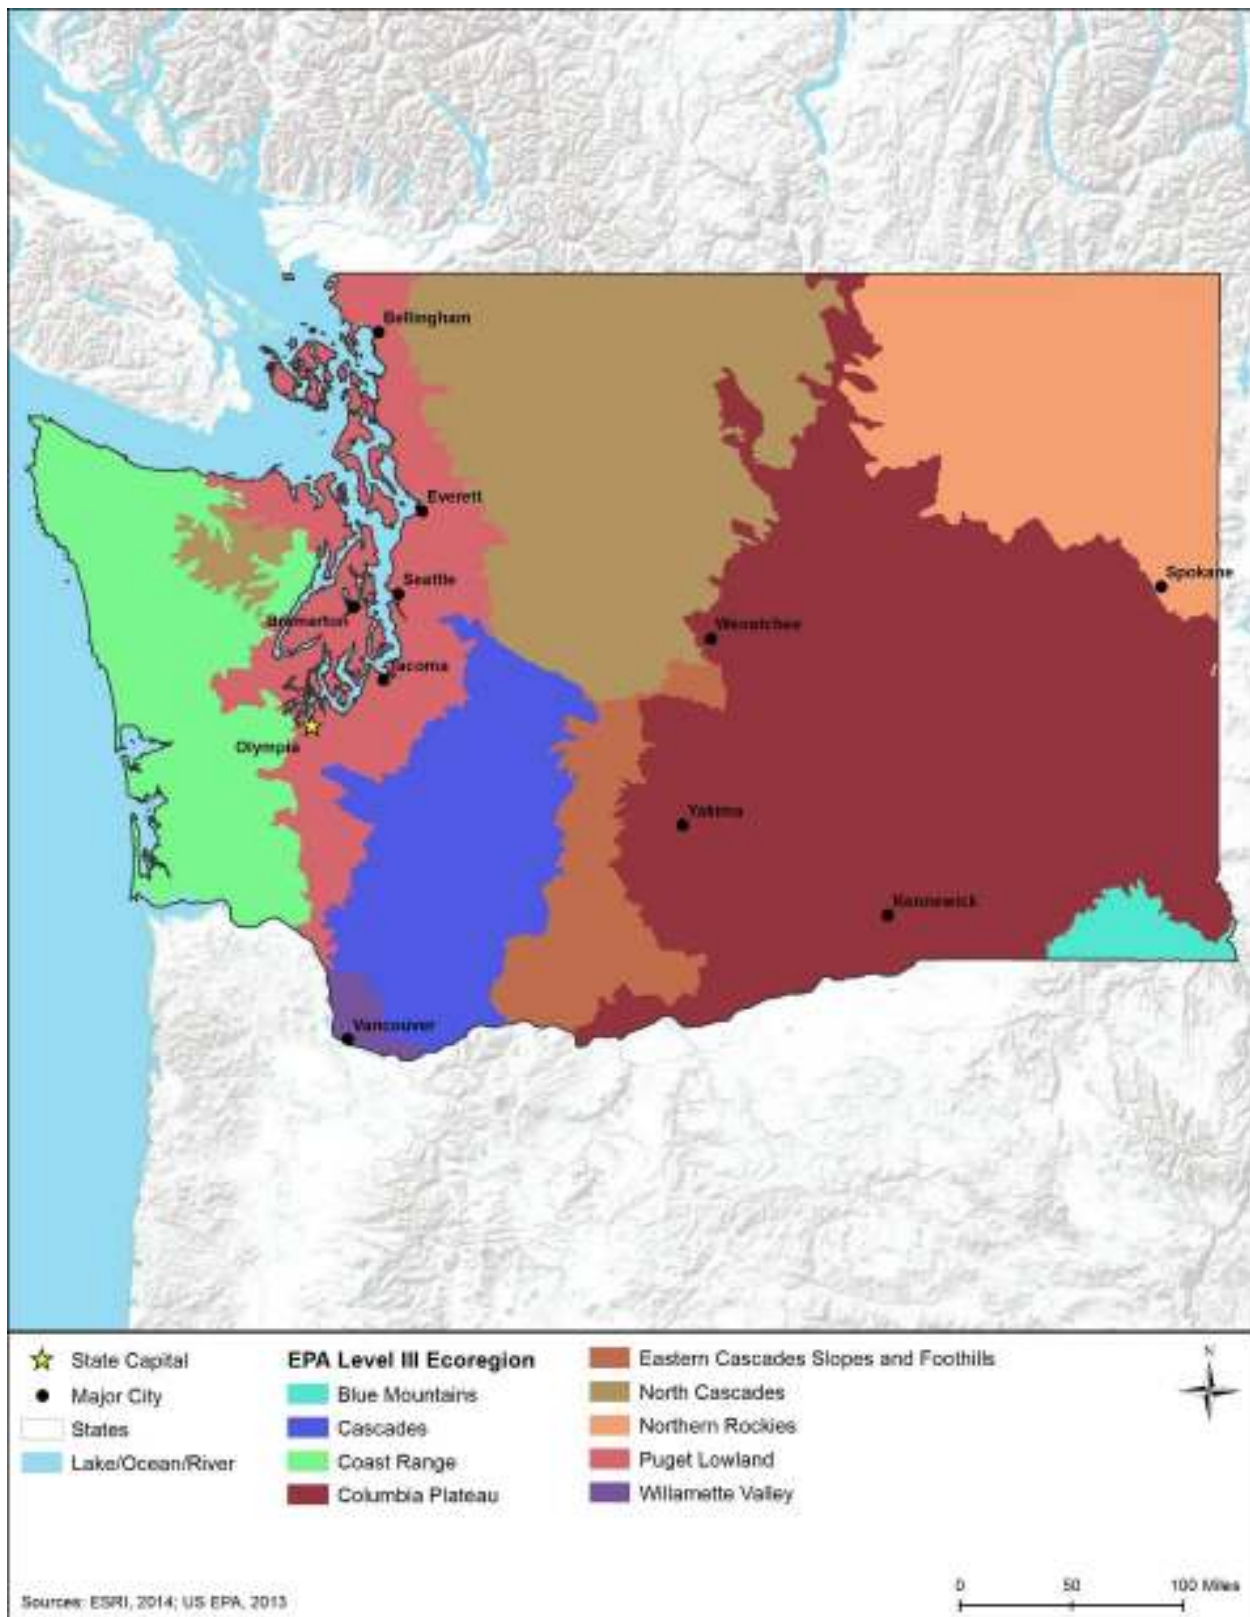 Bellingham
Everett
Seattle
Bremerton
Tacoma
Olympia
Wenatchee
Spokane
Yakima
Kennewick
Vancouver
State Capital
Major City
States
Lake/Ocean/River
EPA Level III Ecoregion
Blue Mountains
Cascades
Coast Range
Columbia Plateau
Eastern Cascades Slopes and Foothills
North Cascades
Northern Rockies
Puget Lowland
Willamette Valley
N
0 50 100 Miles
Sources: ESRI, 2014; US EPA, 2013